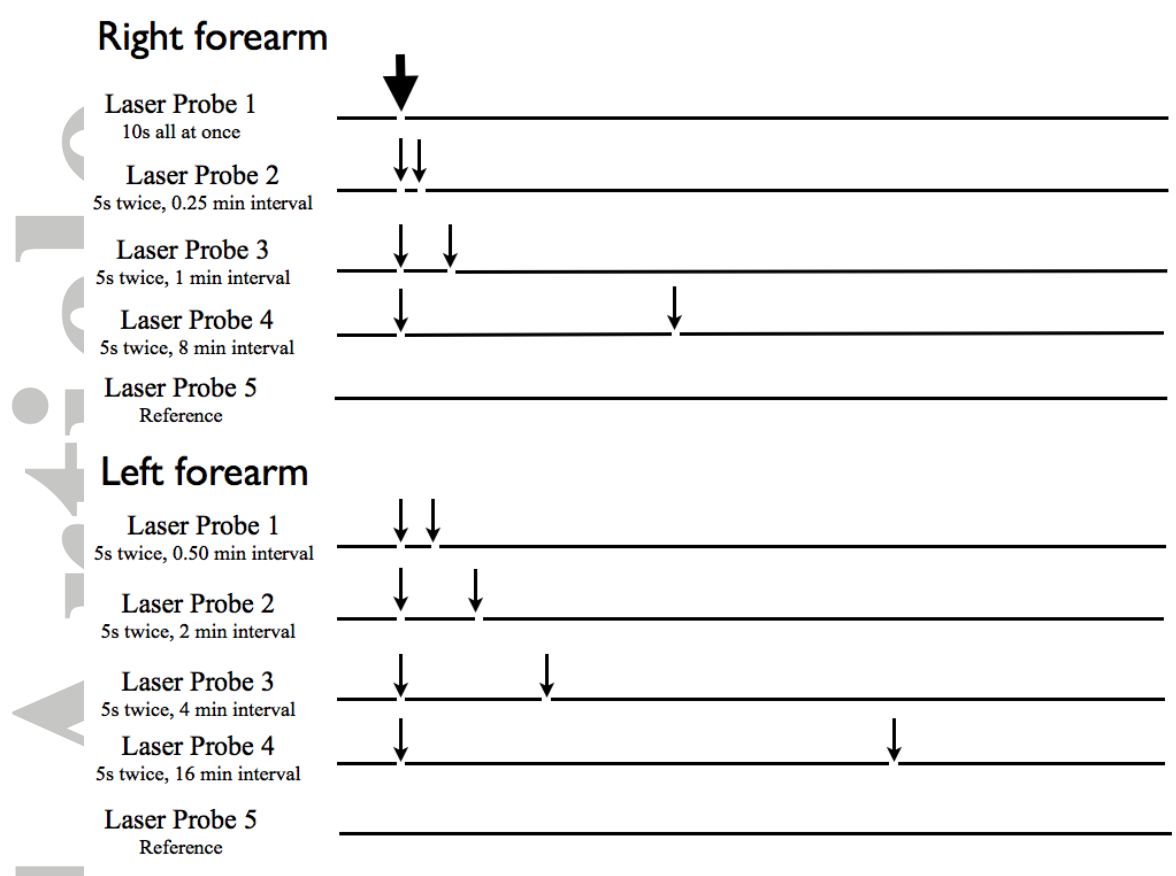 Right forearm
Laser Probe 1
10s all at once
Laser Probe 2
5s twice, 0.25 min interval
Laser Probe 3
5s twice, 1 min interval
Laser Probe 4
5s twice, 8 min interval
Laser Probe 5
Reference
Left forearm
Laser Probe 1
5s twice, 0.50 min interval
Laser Probe 2
5s twice, 2 min interval
Laser Probe 3
5s twice, 4 min interval
Laser Probe 4
5s twice, 16 min interval
Laser Probe 5
Reference